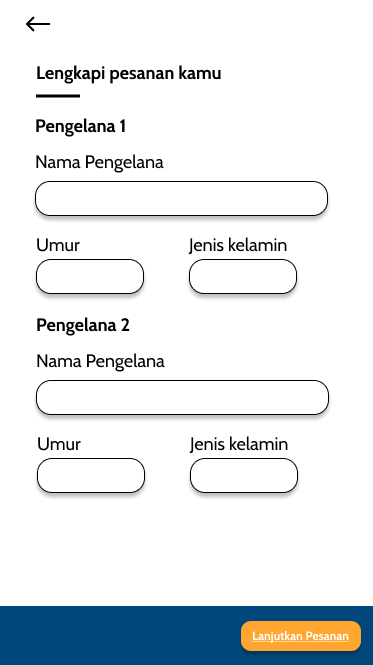 Lengkapi pesanan kamu
Pengelana 1
Nama Pengelana
Umur
Jenis kelamin
Pengelana 2
Nama Pengelana
Umur
Jenis kelamin
Lanjutkan Pesanan